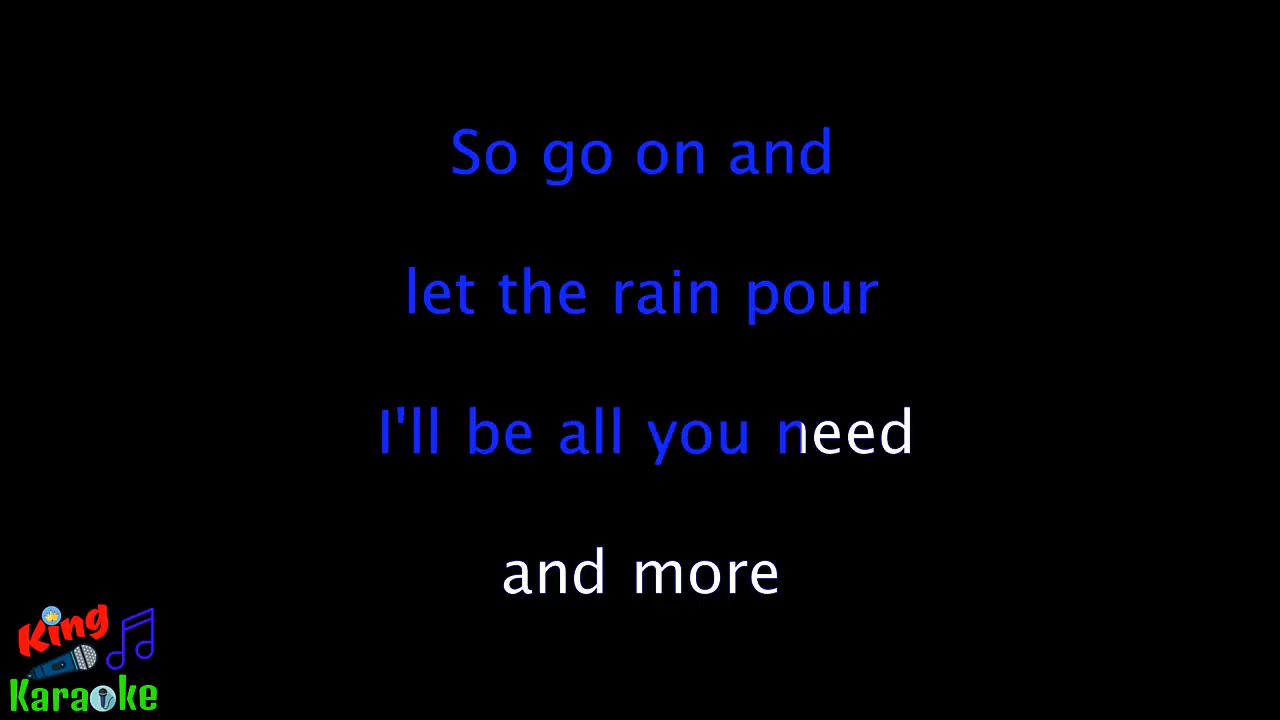 So go on and
let the rain pour
I'll be all you need
and more
King
Karaoke